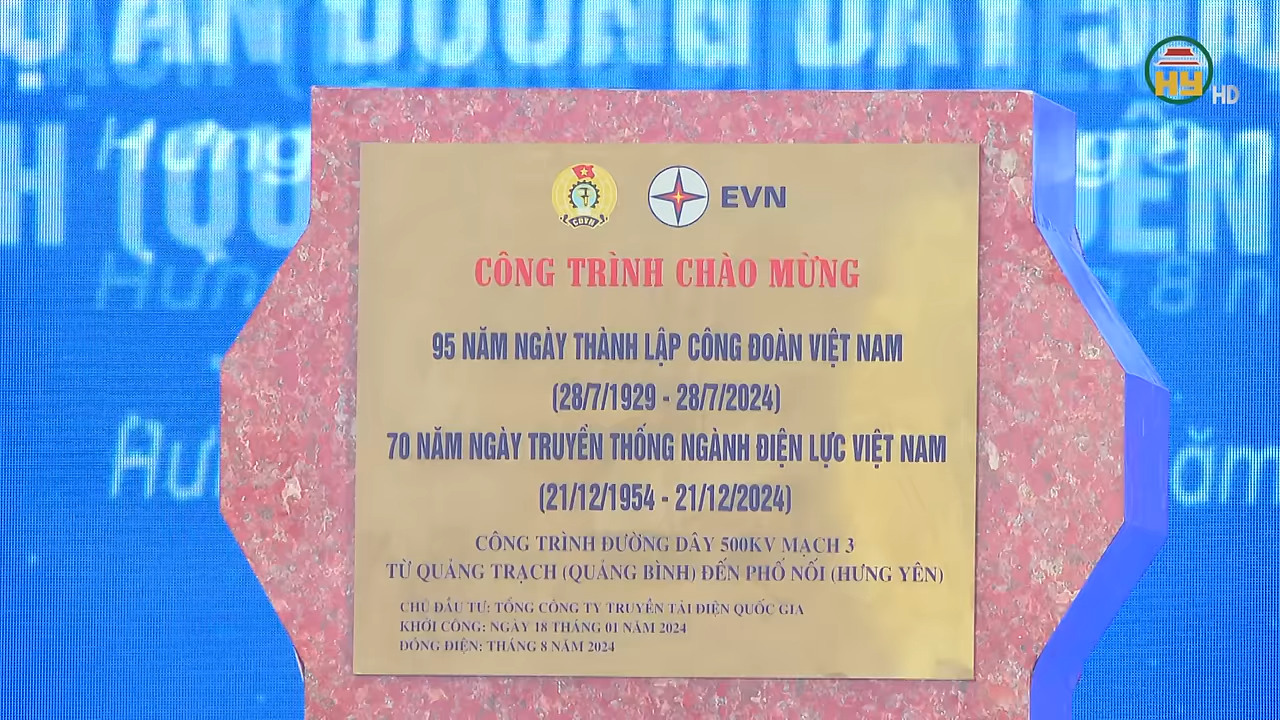 HY HD
CĐVN
EVN
CÔNG TRÌNH CHÀO MỪNG
95 NĂM NGÀY THÀNH LẬP CÔNG ĐOÀN VIỆT NAM
(28/7/1929 - 28/7/2024)
70 NĂM NGÀY TRUYỀN THỐNG NGÀNH ĐIỆN LỰC VIỆT NAM
(21/12/1954 - 21/12/2024)
CÔNG TRÌNH ĐƯỜNG DÂY 500KV MẠCH 3
TỪ QUẢNG TRẠCH (QUẢNG BÌNH) ĐẾN PHỐ NỐI (HƯNG YÊN)
CHỦ ĐẦU TƯ: TỔNG CÔNG TY TRUYỀN TẢI ĐIỆN QUỐC GIA
KHỞI CÔNG: NGÀY 18 THÁNG 01 NĂM 2024
ĐÓNG ĐIỆN: THÁNG 8 NĂM 2024